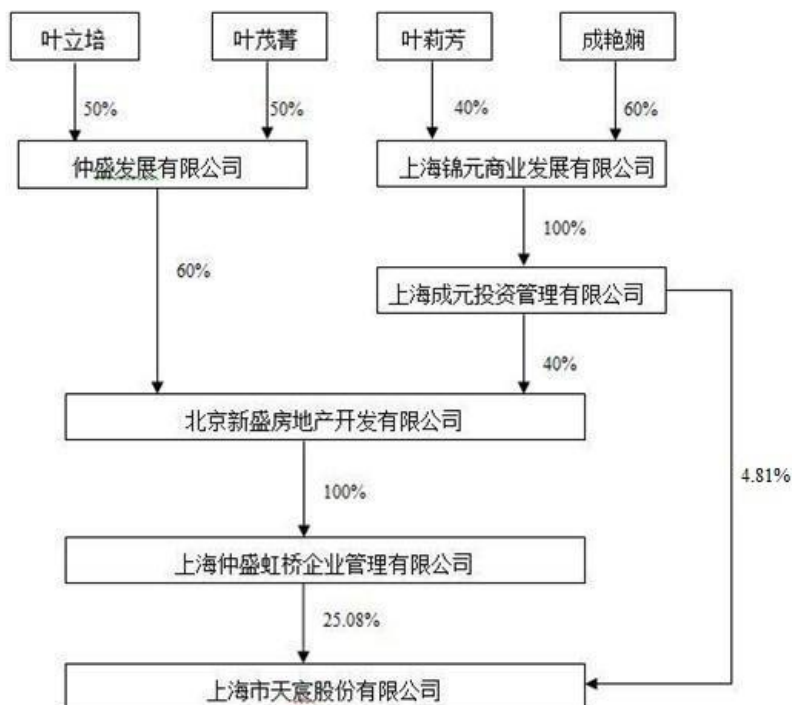 叶立培 叶茂菁 叶莉芳 成艳娴
50% 50% 40% 60%
仲盛发展有限公司 上海锦元商业发展有限公司
100%
60%
上海成元投资管理有限公司
40%
北京新盛房地产开发有限公司
4.81%
100%
上海仲盛虹桥企业管理有限公司
25.08%
上海市天宸股份有限公司